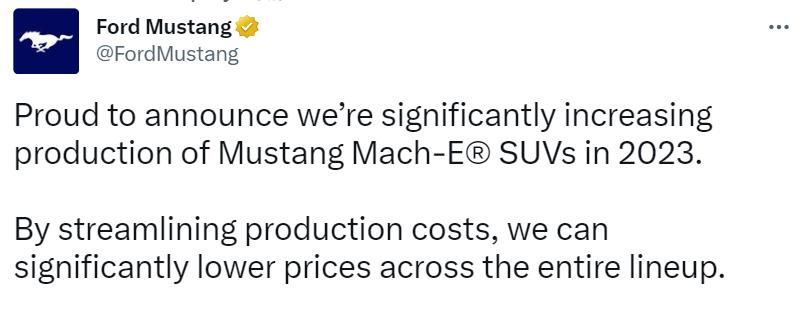 Ford Mustang
@FordMustang
Proud to announce we’re significantly increasing
production of Mustang Mach-E® SUVs in 2023.
By streamlining production costs, we can
significantly lower prices across the entire lineup.